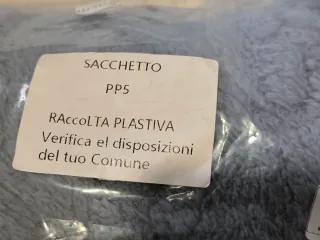 SACCHETTO
PP5
RAccoLTA PLASTIVA
Verifica el disposizioni
del tuo Comune